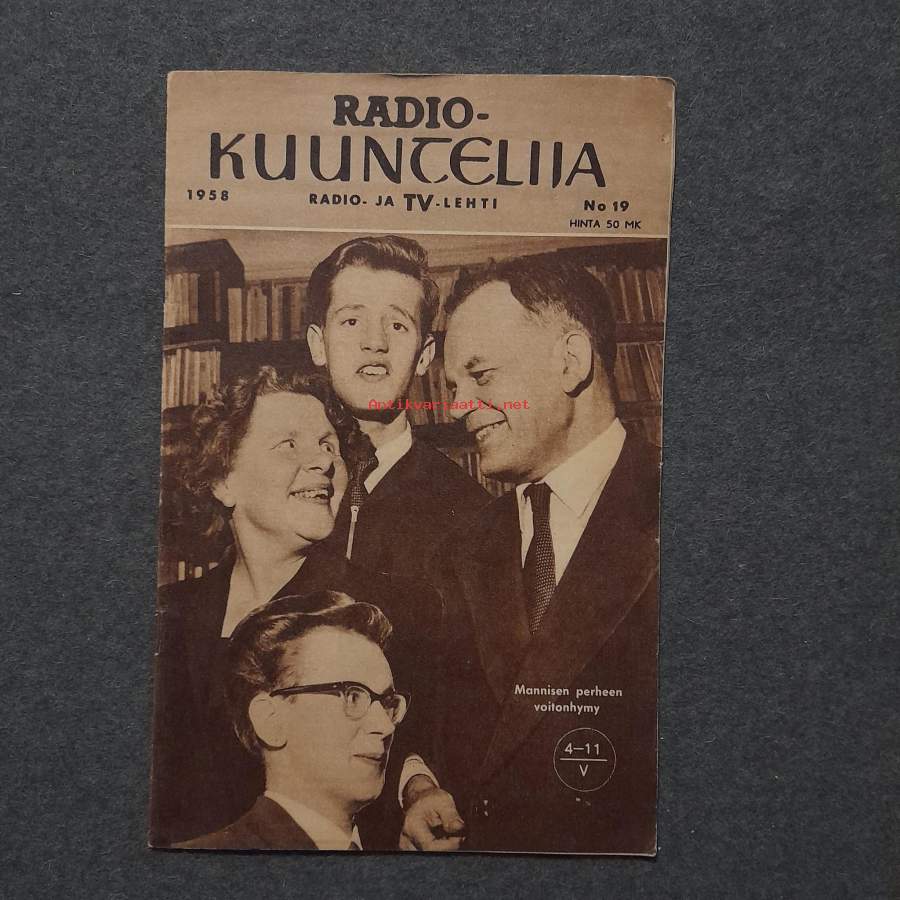 RADIO-
KUUNTELIJA
1958 RADIO- JA TV-LEHTI No 19
HINTA 50 MK
Antikvariaatti.net
Mannisen perheen
voitonhymy
4–11
V